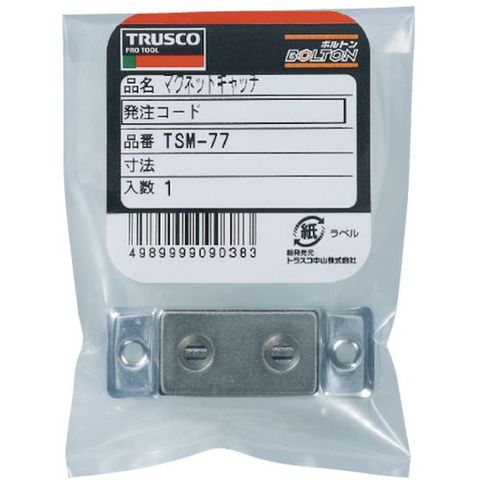 TRUSCO
PRO TOOL
ボルトン
BOLTON
品名 マグネットキャッチ
発注コード
品番 TSM-77
寸法
入数 1
4989999090383
紙 ラベル
販売発売元
トラスコ中山株式会社